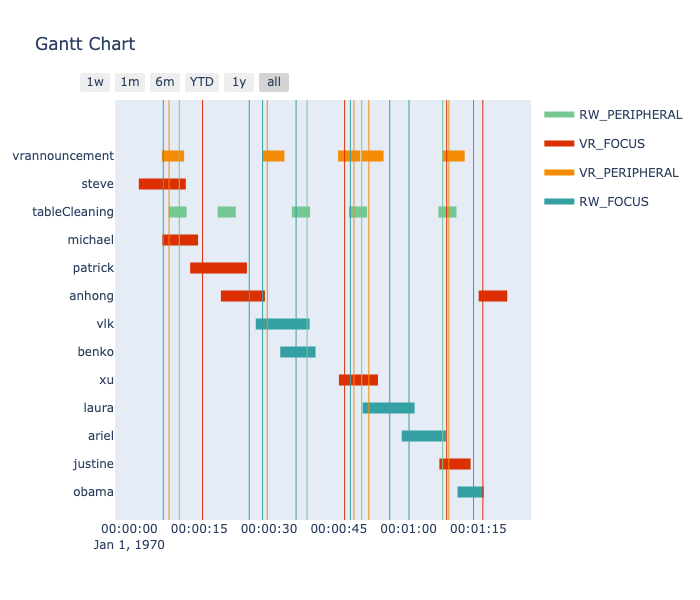 Gantt Chart
1w 1m 6m YTD 1y all
RW_PERIPHERAL
VR_FOCUS
VR_PERIPHERAL
RW_FOCUS
vrannouncement
steve
tableCleaning
michael
patrick
anhong
vlk
benko
xu
laura
ariel
justine
obama
00:00:00 00:00:15 00:00:30 00:00:45 00:01:00 00:01:15
Jan 1, 1970